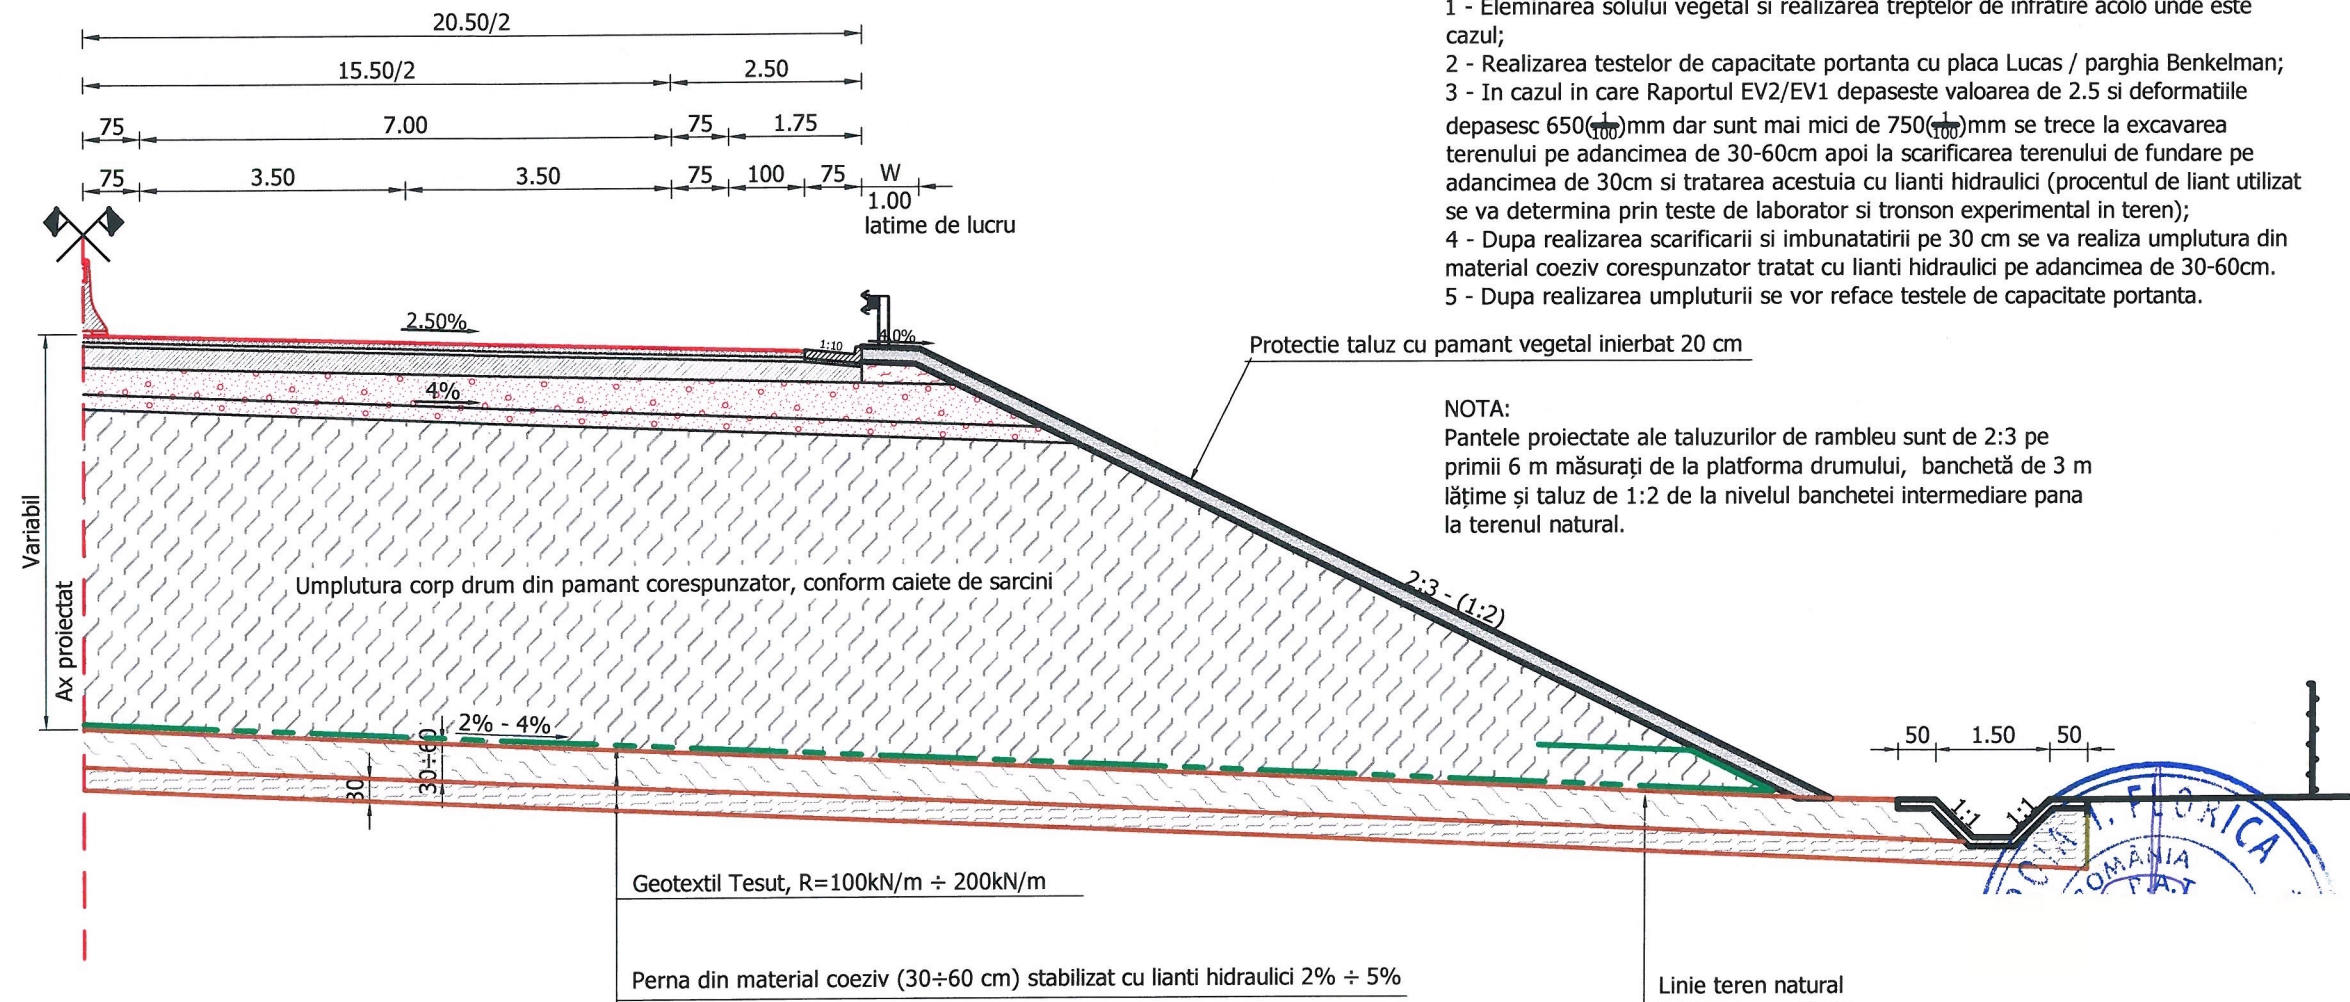 20.50/2
15.50/2
2.50
75
7.00
75
1.75
75
3.50
3.50
75
100
75
W
1.00
latime de lucru
1 - Eleminarea solului vegetal si realizarea treptelor de infratire acolo unde este
cazul;
2 - Realizarea testelor de capacitate portanta cu placa Lucas / parghia Benkelman;
3 - In cazul in care Raportul EV2/EV1 depaseste valoarea de 2.5 si deformatiile
depasesc 650(1/100)mm dar sunt mai mici de 750(1/100)mm se trece la excavarea
terenului pe adancimea de 30-60cm apoi la scarificarea terenului de fundare pe
adancimea de 30cm si tratarea acestuia cu lianti hidraulici (procentul de liant utilizat
se va determina prin teste de laborator si tronson experimental in teren);
4 - Dupa realizarea scarificarii si imbunatatirii pe 30 cm se va realiza umplutura din
material coeziv corespunzator tratat cu lianti hidraulici pe adancimea de 30-60cm.
5 - Dupa realizarea umpluturii se vor reface testele de capacitate portanta.
2.50%
1:10
4.0%
4%
Protectie taluz cu pamant vegetal inierbat 20 cm
NOTA:
Pantele proiectate ale taluzurilor de rambleu sunt de 2:3 pe
primii 6 m măsurați de la platforma drumului, banchetă de 3 m
lățime și taluz de 1:2 de la nivelul banchetei intermediare pana
la terenul natural.
Variabil
Ax proiectat
Umplutura corp drum din pamant corespunzator, conform caiete de sarcini
2:3 - (1:2)
2% - 4%
30
30÷60
50
1.50
50
1:1
1:1
Geotextil Tesut, R=100kN/m ÷ 200kN/m
Perna din material coeziv (30÷60 cm) stabilizat cu lianti hidraulici 2% ÷ 5%
Linie teren natural
I. FLORICA
ROMÂNIA